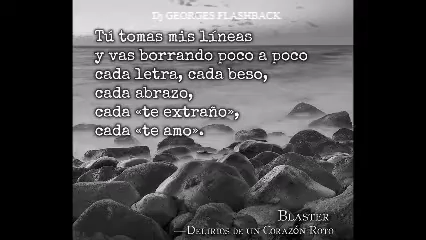 Dj GEORGES FLASHBACK
Tú tomas mis líneas
y vas borrando poco a poco
cada letra, cada beso,
cada abrazo,
cada «te extraño»,
cada «te amo».
BLASTER
—DELIRIOS DE UN CORAZÓN ROTO